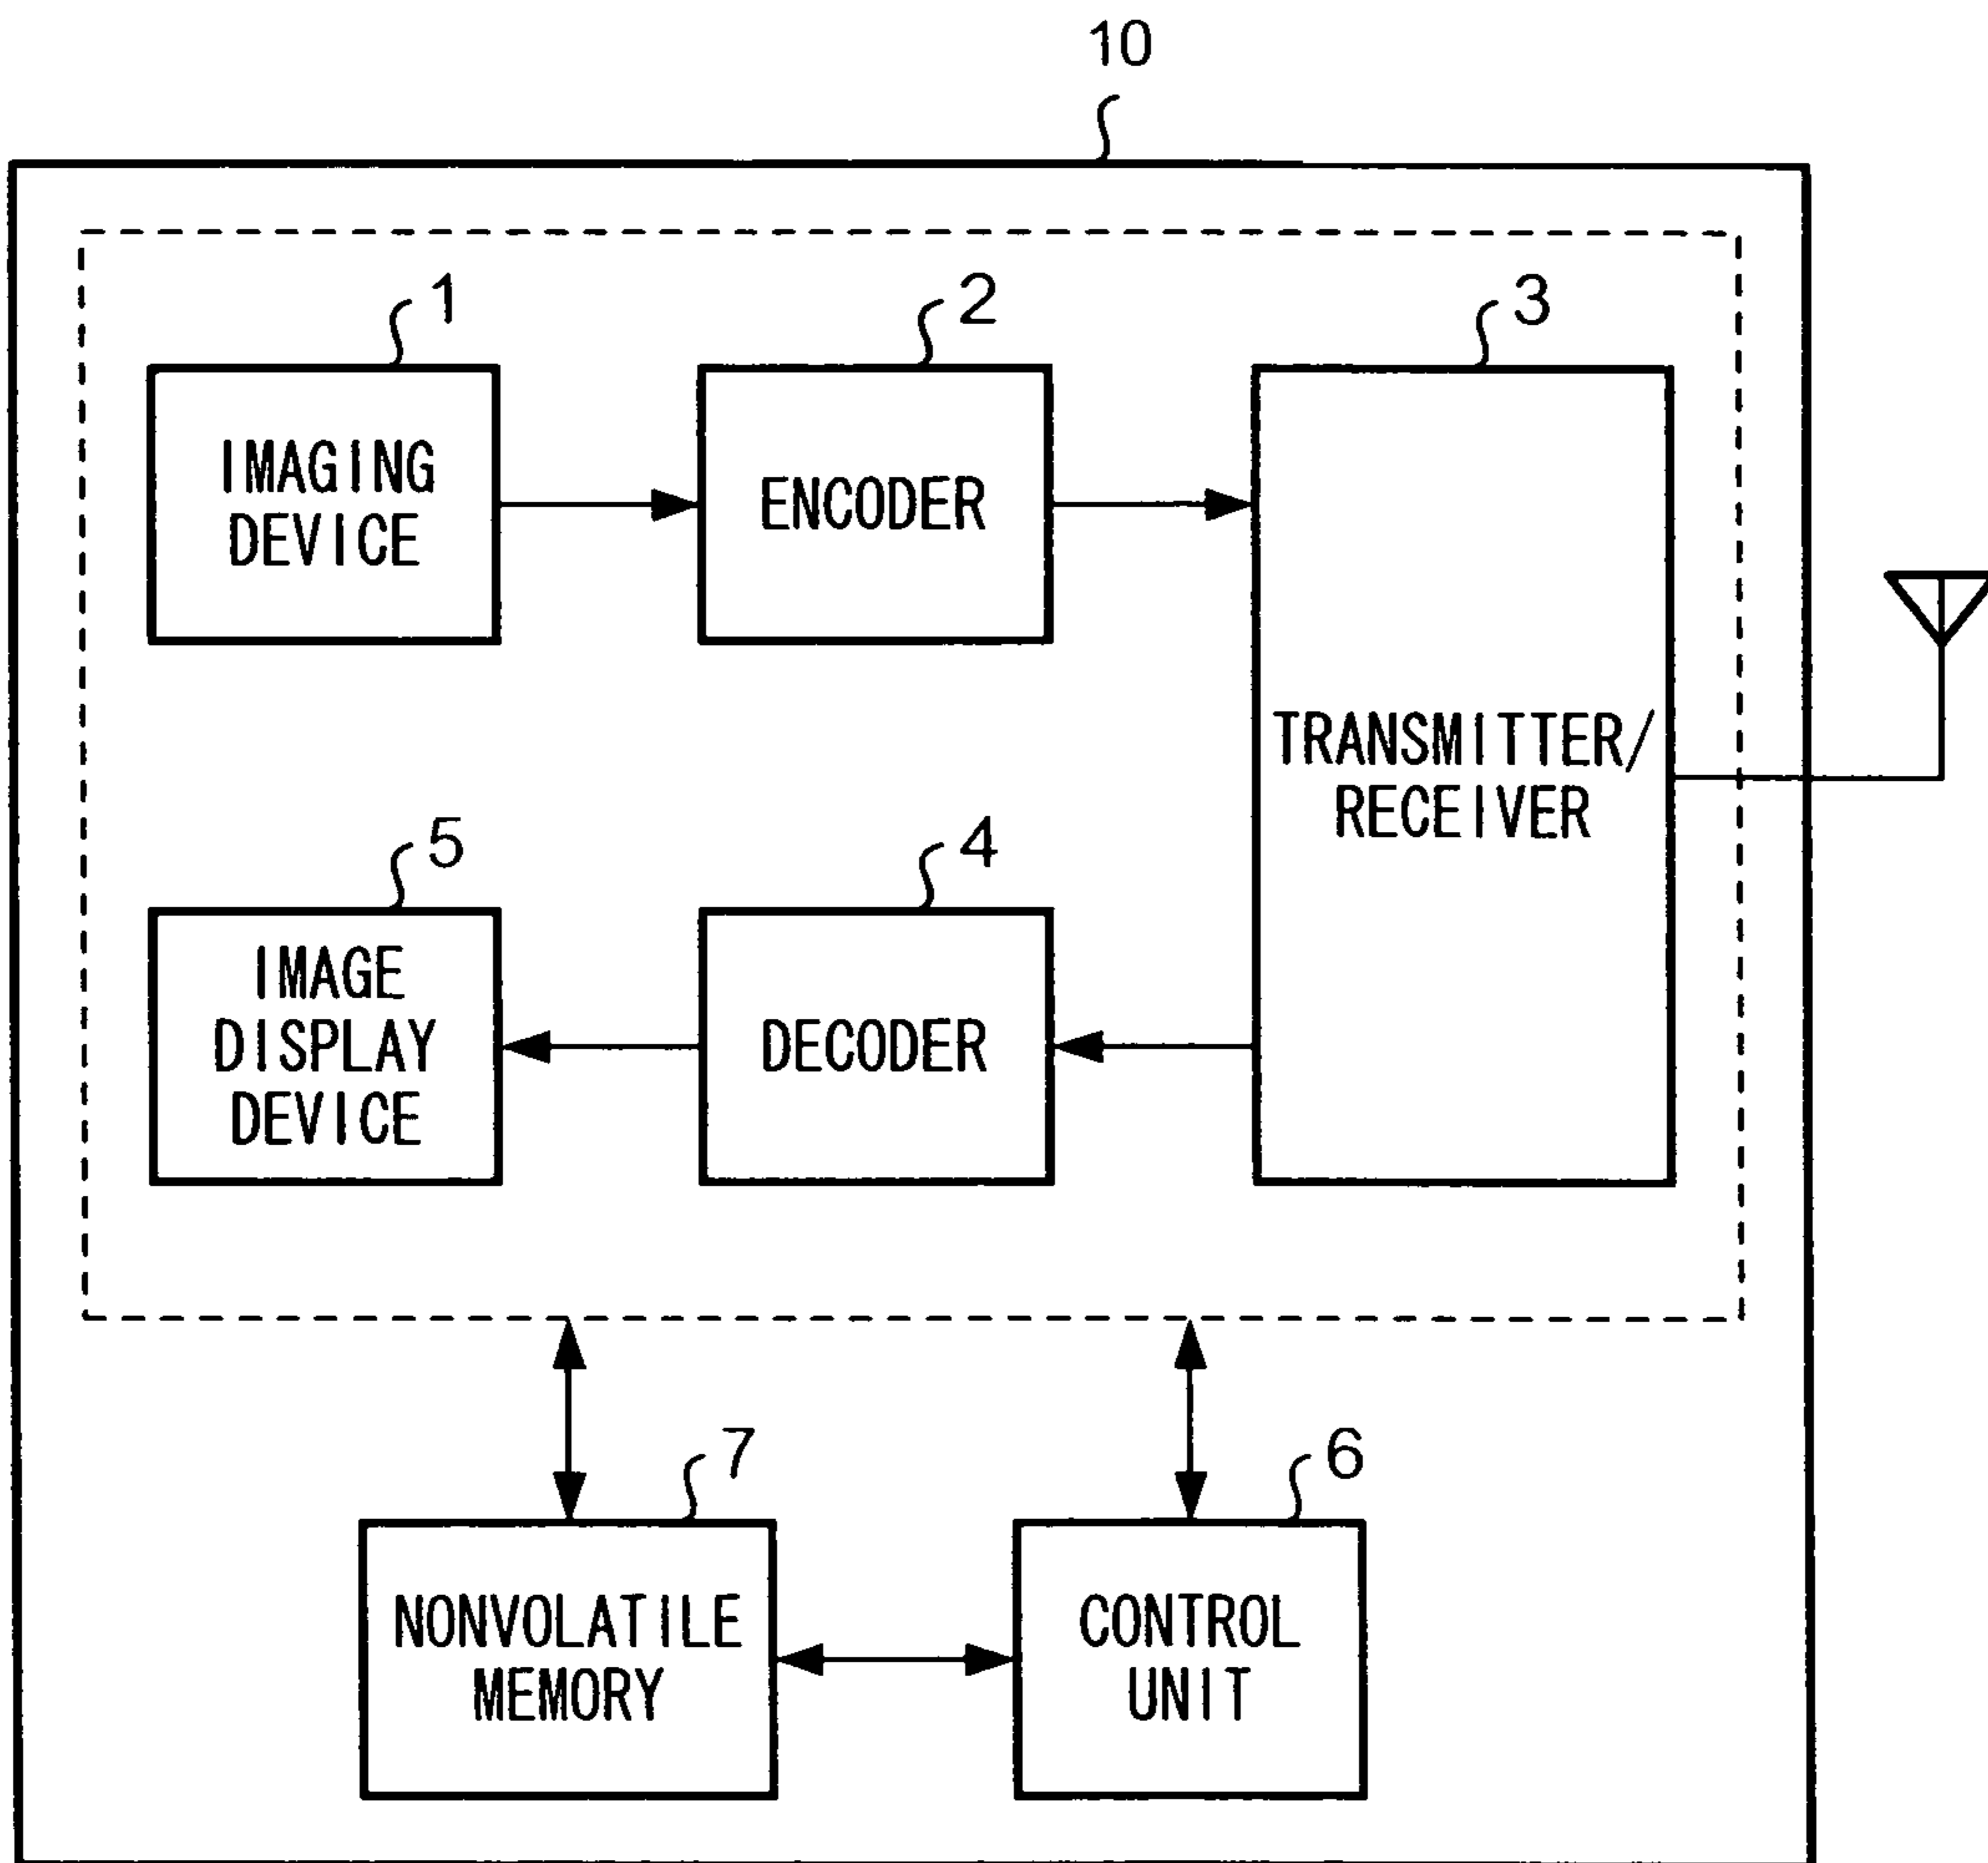 10
1
2
3
IMAGING
DEVICE
ENCODER
TRANSMITTER/
RECEIVER
5
4
IMAGE
DISPLAY
DEVICE
DECODER
7
6
NONVOLATILE
MEMORY
CONTROL
UNIT